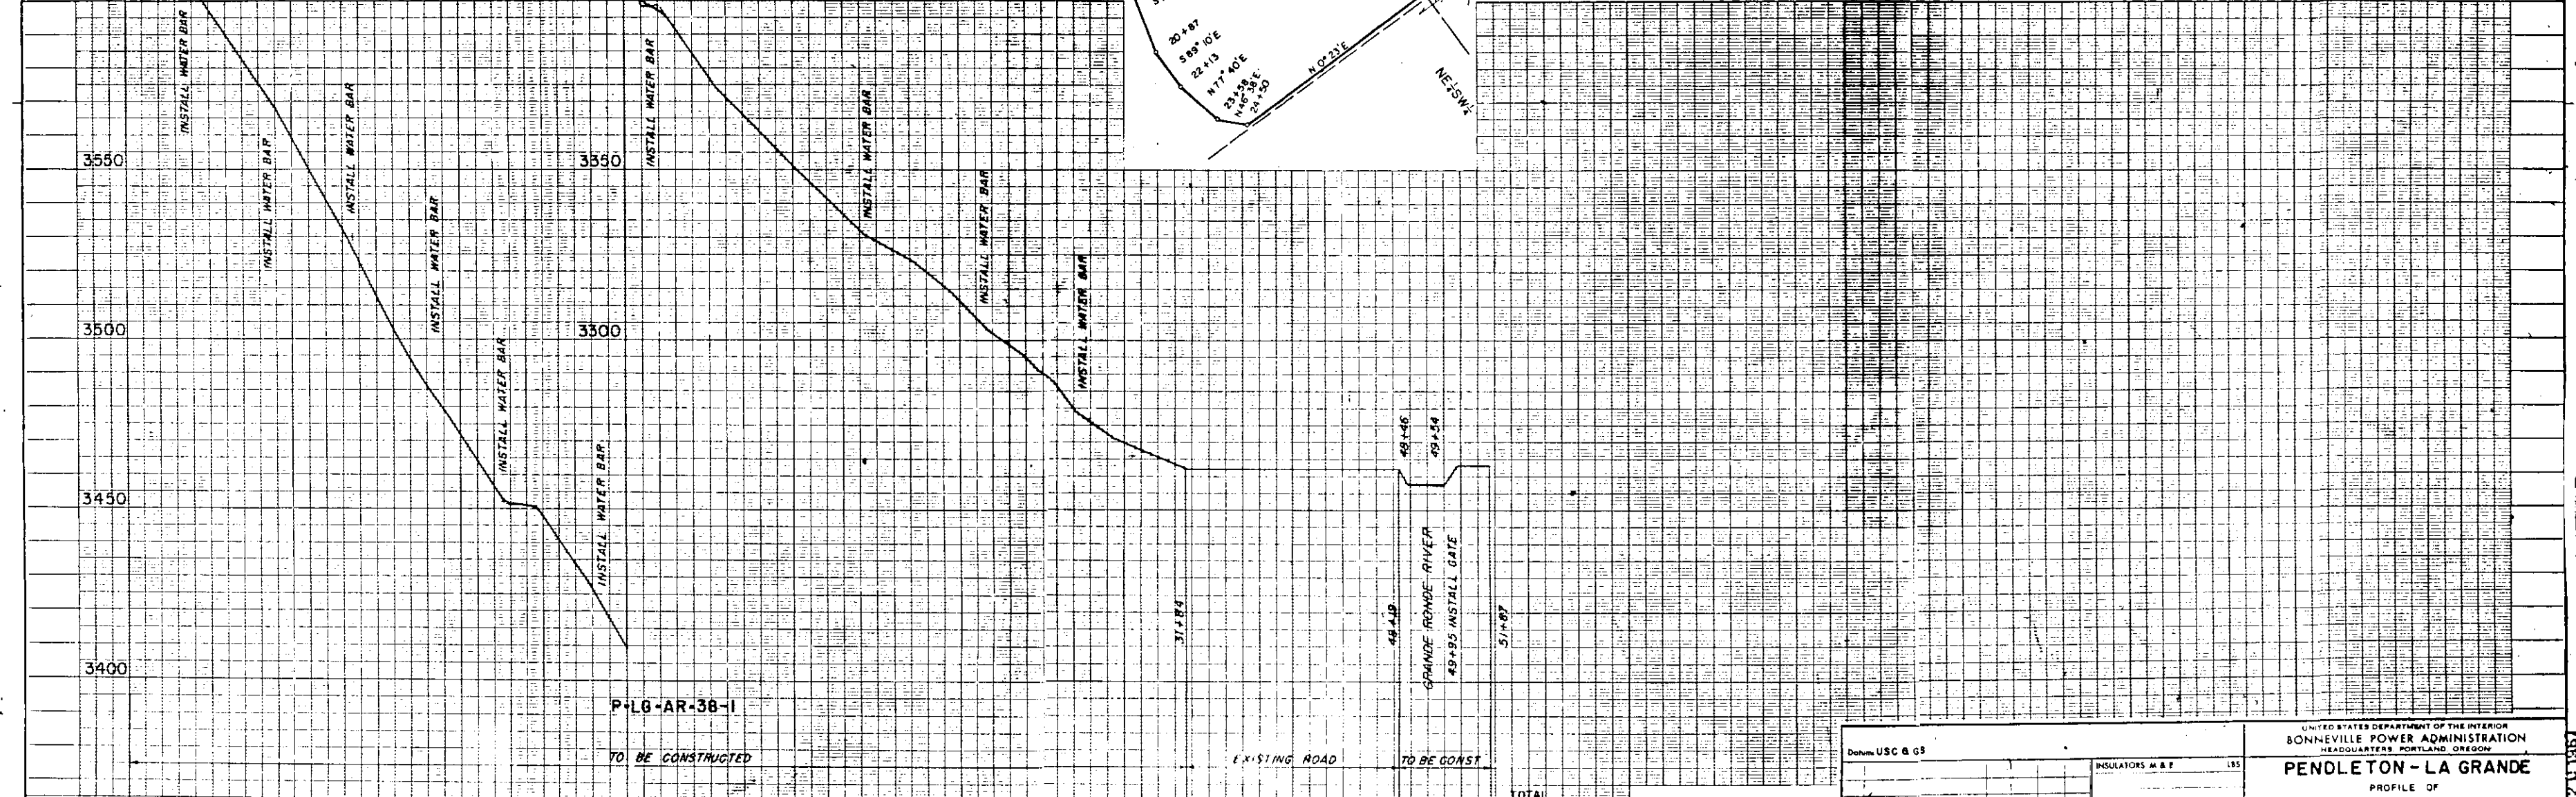 20+87
S 89° 10'E
22+13
N 77° 40'E
23+58
N 46° 38'E
24+50
N 0° 23'E
NE¼SW¼
INSTALL WATER BAR
INSTALL WATER BAR
INSTALL WATER BAR
INSTALL WATER BAR
INSTALL WATER BAR
INSTALL WATER BAR
INSTALL WATER BAR
INSTALL WATER BAR
INSTALL WATER BAR
INSTALL WATER BAR
3550
3350
3500
3300
3450
3400
48+46
49+54
31+84
48+19
GRANDE RONDE RIVER
49+95 INSTALL GATE
51+87
P-LG-AR-38-1
TO BE CONSTRUCTED
EXISTING ROAD
TO BE CONST
TOTAL
Datum: USC & GS
INSULATORS M & E LBS
UNITED STATES DEPARTMENT OF THE INTERIOR
BONNEVILLE POWER ADMINISTRATION
HEADQUARTERS, PORTLAND, OREGON
PENDLETON - LA GRANDE
PROFILE OF